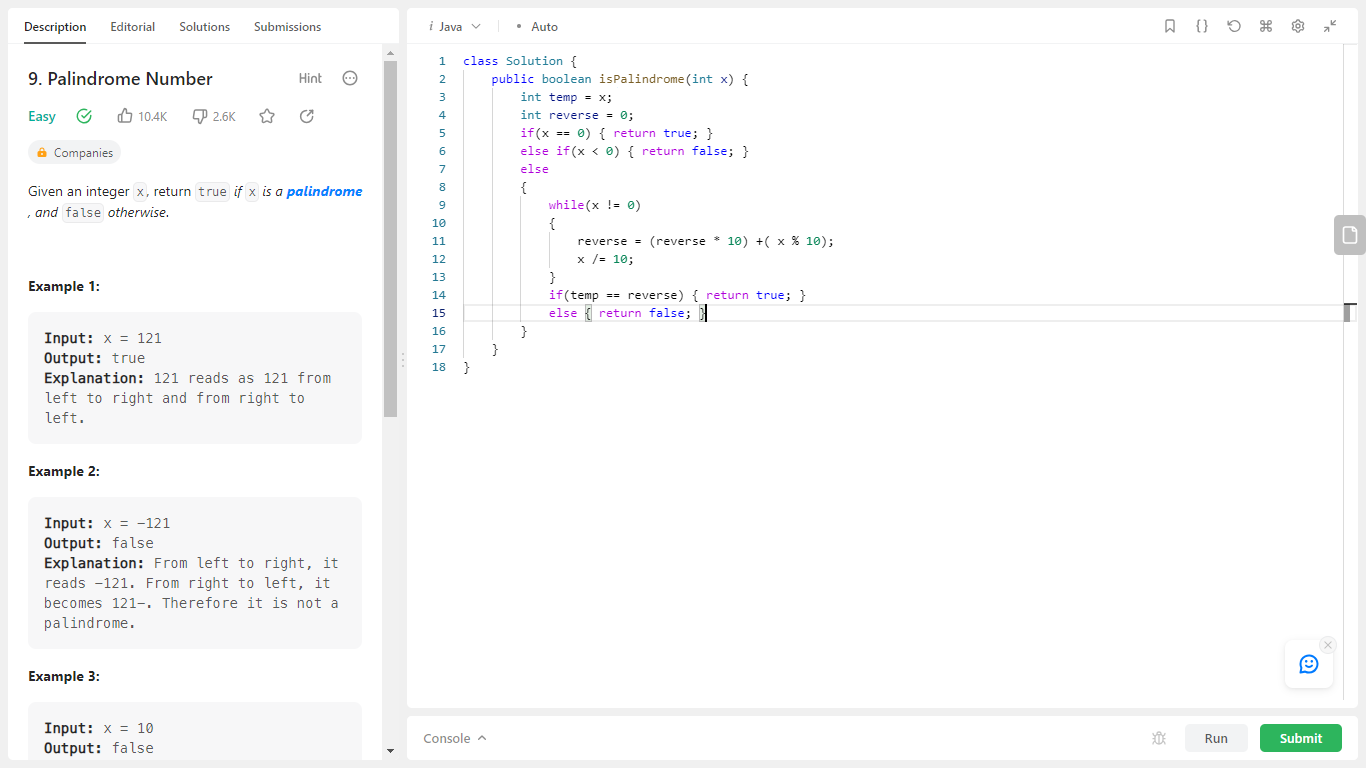 Description Editorial Solutions Submissions
9. Palindrome Number Hint
Easy 10.4K 2.6K
Companies
Given an integer x, return true if x is a palindrome
, and false otherwise.
Example 1:
Input: x = 121
Output: true
Explanation: 121 reads as 121 from
left to right and from right to
left.
Example 2:
Input: x = -121
Output: false
Explanation: From left to right, it
reads -121. From right to left, it
becomes 121-. Therefore it is not a
palindrome.
Example 3:
Input: x = 10
Output: false
i Java • Auto
1 class Solution {
2 public boolean isPalindrome(int x) {
3 int temp = x;
4 int reverse = 0;
5 if(x == 0) { return true; }
6 else if(x < 0) { return false; }
7 else
8 {
9 while(x != 0)
10 {
11 reverse = (reverse * 10) +( x % 10);
12 x /= 10;
13 }
14 if(temp == reverse) { return true; }
15 else { return false; }
16 }
17 }
18 }
Console Run Submit